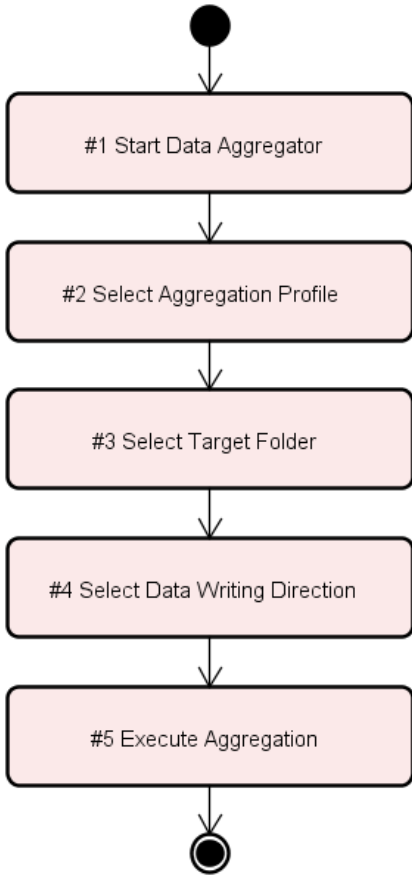 #1 Start Data Aggregator
#2 Select Aggregation Profile
#3 Select Target Folder
#4 Select Data Writing Direction
#5 Execute Aggregation